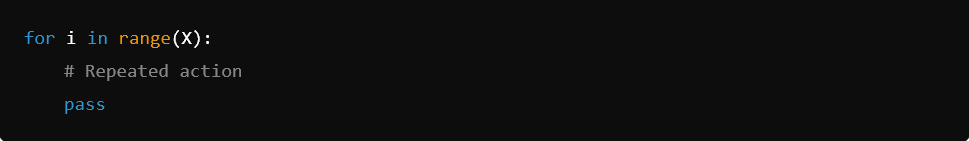 for i in range(X):
    # Repeated action
    pass